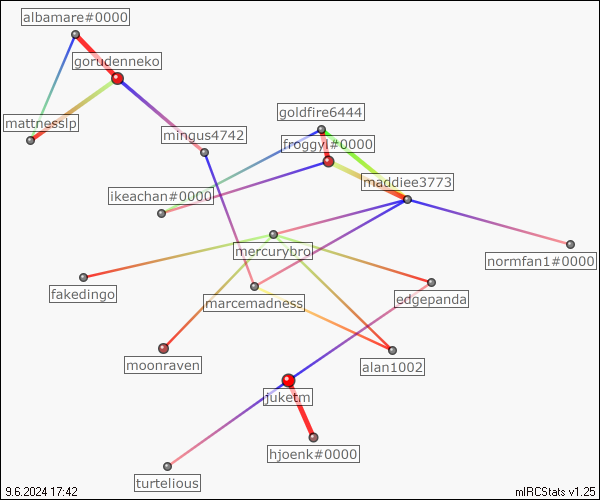 albamare#0000
gorudenneko
mattnesslp
mingus4742
goldfire6444
froggyl#0000
maddiee3773
ikeachan#0000
mercurybro
normfan1#0000
fakedingo
marcemadness
edgepanda
moonraven
alan1002
juketm
hjoenk#0000
turtelious
9.6.2024 17:42
mIRCStats v1.25